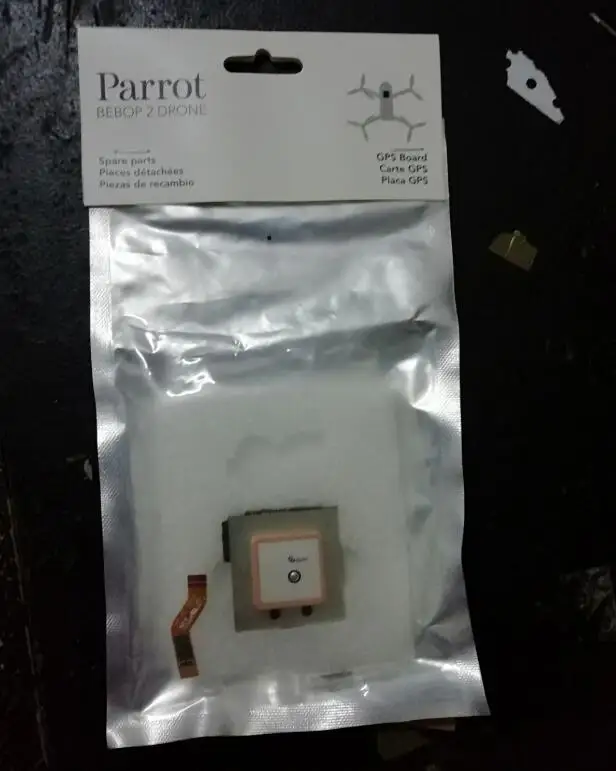 Parrot
BEBOP 2 DRONE
Spare parts
Pièces détachées
Piezas de recambio
GPS Board
Carte GPS
Placa GPS